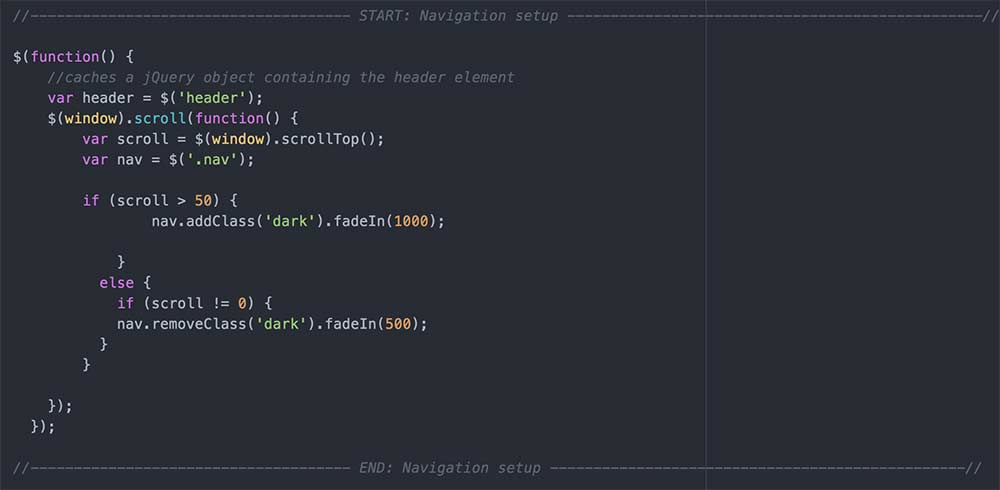 //------------------------------------- START: Navigation setup ------------------------------------------------//
$(function() {
    //caches a jQuery object containing the header element
    var header = $('header');
    $(window).scroll(function() {
        var scroll = $(window).scrollTop();
        var nav = $('.nav');
        if (scroll > 50) {
                nav.addClass('dark').fadeIn(1000);
            }
          else {
            if (scroll != 0) {
            nav.removeClass('dark').fadeIn(500);
          }
        }
    });
  });
//------------------------------------- END: Navigation setup ------------------------------------------------//